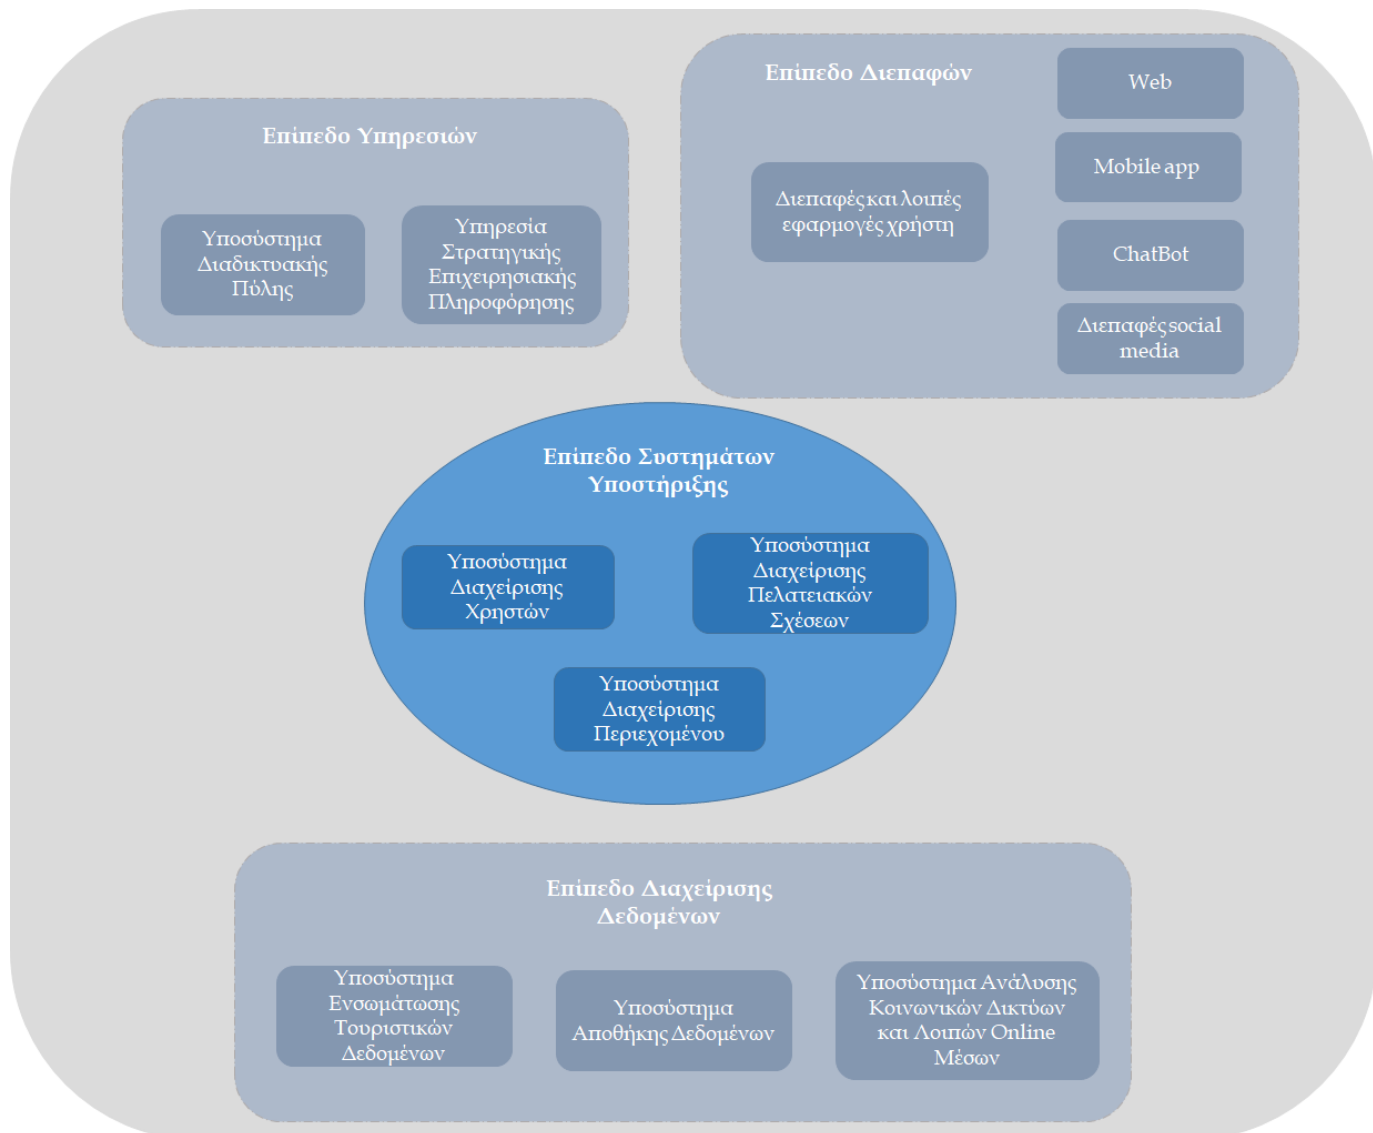 Επίπεδο Υπηρεσιών
Υποσύστημα
Διαδικτυακής
Πύλης
Υπηρεσία
Στρατηγικής
Επιχειρησιακής
Πληροφόρησης
Επίπεδο Διεπαφών
Διεπαφές και λοιπές
εφαρμογές χρήστη
Web
Mobile app
ChatBot
Διεπαφές social
media
Επίπεδο Συστημάτων
Υποστήριξης
Υποσύστημα
Διαχείρισης
Χρηστών
Υποσύστημα
Διαχείρισης
Πελατειακών
Σχέσεων
Υποσύστημα
Διαχείρισης
Περιεχομένου
Επίπεδο Διαχείρισης
Δεδομένων
Υποσύστημα
Ενσωμάτωσης
Τουριστικών
Δεδομένων
Υποσύστημα
Αποθήκης Δεδομένων
Υποσύστημα Ανάλυσης
Κοινωνικών Δικτύων
και Λοιπών Online
Μέσων